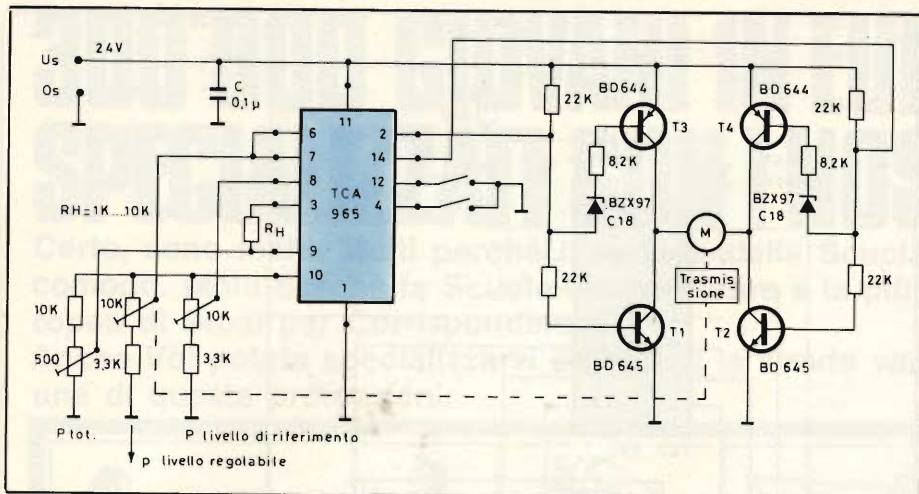 Us
24V
Os
C
0,1µ
11
6
7
8
3
9
10
1
2
14
12
4
TCA
965
RH=1K...10K
RH
10K
500
10K
3,3K
10K
3,3K
P tot.
P livello di riferimento
p livello regolabile
22K
BD644
T3
8,2K
BZX97
C18
22K
T1
BD 645
M
Trasmis
sione
BD644
T4
22K
8,2K
BZX97
C18
22K
T2
BD 645